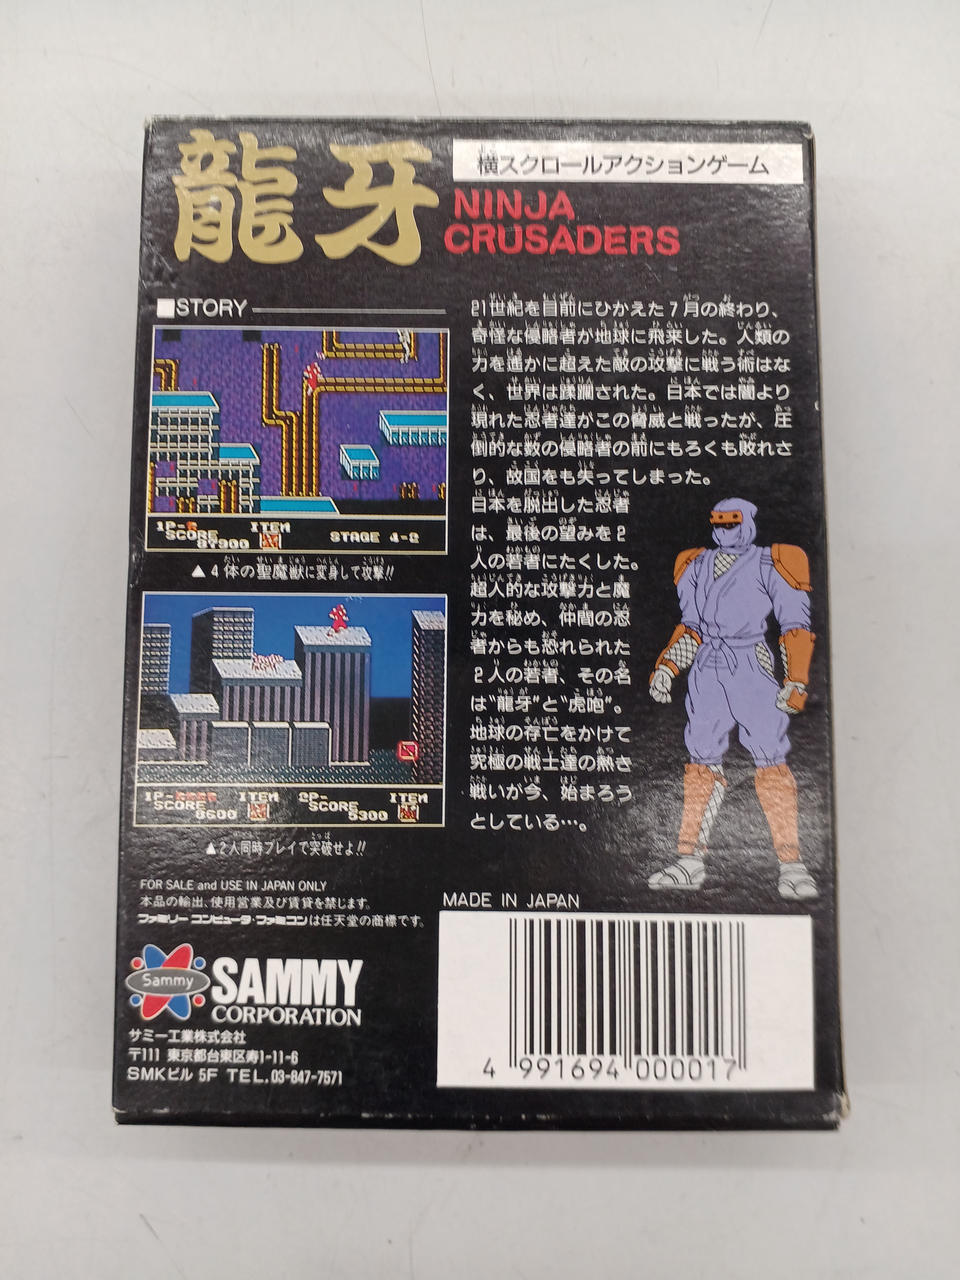 龍牙
横スクロールアクションゲーム
NINJA
CRUSADERS
■STORY
21世紀を目前にひかえた7月の終わり、
奇怪な侵略者が地球に飛来した。人類の
力を遥かに超えた敵の攻撃に戦う術はな
く、世界は蹂躙された。日本では闇より
現れた忍者達がこの脅威と戦ったが、圧
倒的な数の侵略者の前にもろくも敗れさ
り、故国をも失ってしまった。
日本を脱出した忍者
は、最後の望みを2
人の若者にたくした。
超人的な攻撃力と魔
力を秘め、仲間の忍
者からも恐れられた
2人の若者、その名
は“龍牙”と“虎咆”。
地球の存亡をかけて
究極の戦士達の熱き
戦いが今、始まろう
としている…。
1P- ITEM
SCORE
87900 STAGE 4-2
▲4体の聖魔獣に変身して攻撃!!
1P- ITEM 2P- ITEM
SCORE SCORE
8600 5300
▲2人同時プレイで突破せよ!!
FOR SALE and USE IN JAPAN ONLY
本品の輸出、使用営業及び賃貸を禁じます。
ファミリーコンピュータ・ファミコンは任天堂の商標です。
MADE IN JAPAN
Sammy
SAMMY
CORPORATION
サミー工業株式会社
〒111 東京都台東区寿1-11-6
SMKビル 5F TEL.03-847-7571
4 991694 000017